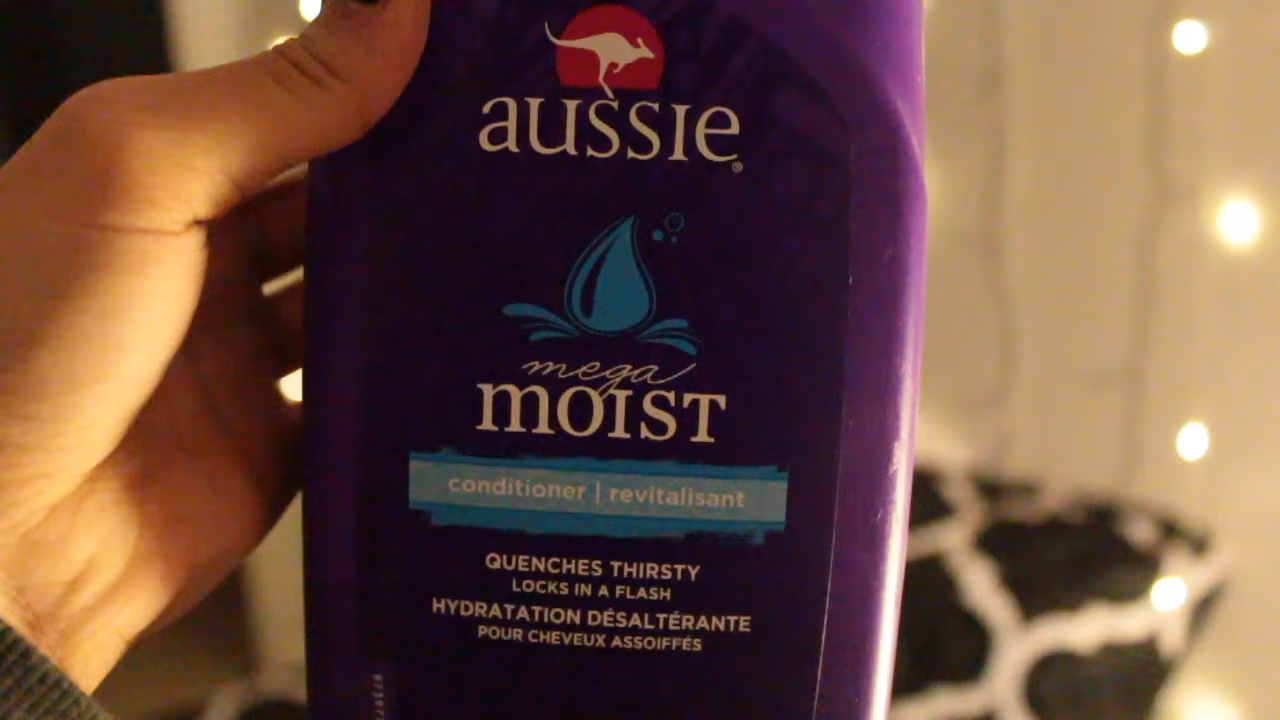 aussie®
mega
moist
conditioner | revitalisant
QUENCHES THIRSTY
LOCKS IN A FLASH
HYDRATATION DÉSALTÉRANTE
POUR CHEVEUX ASSOIFFÉS